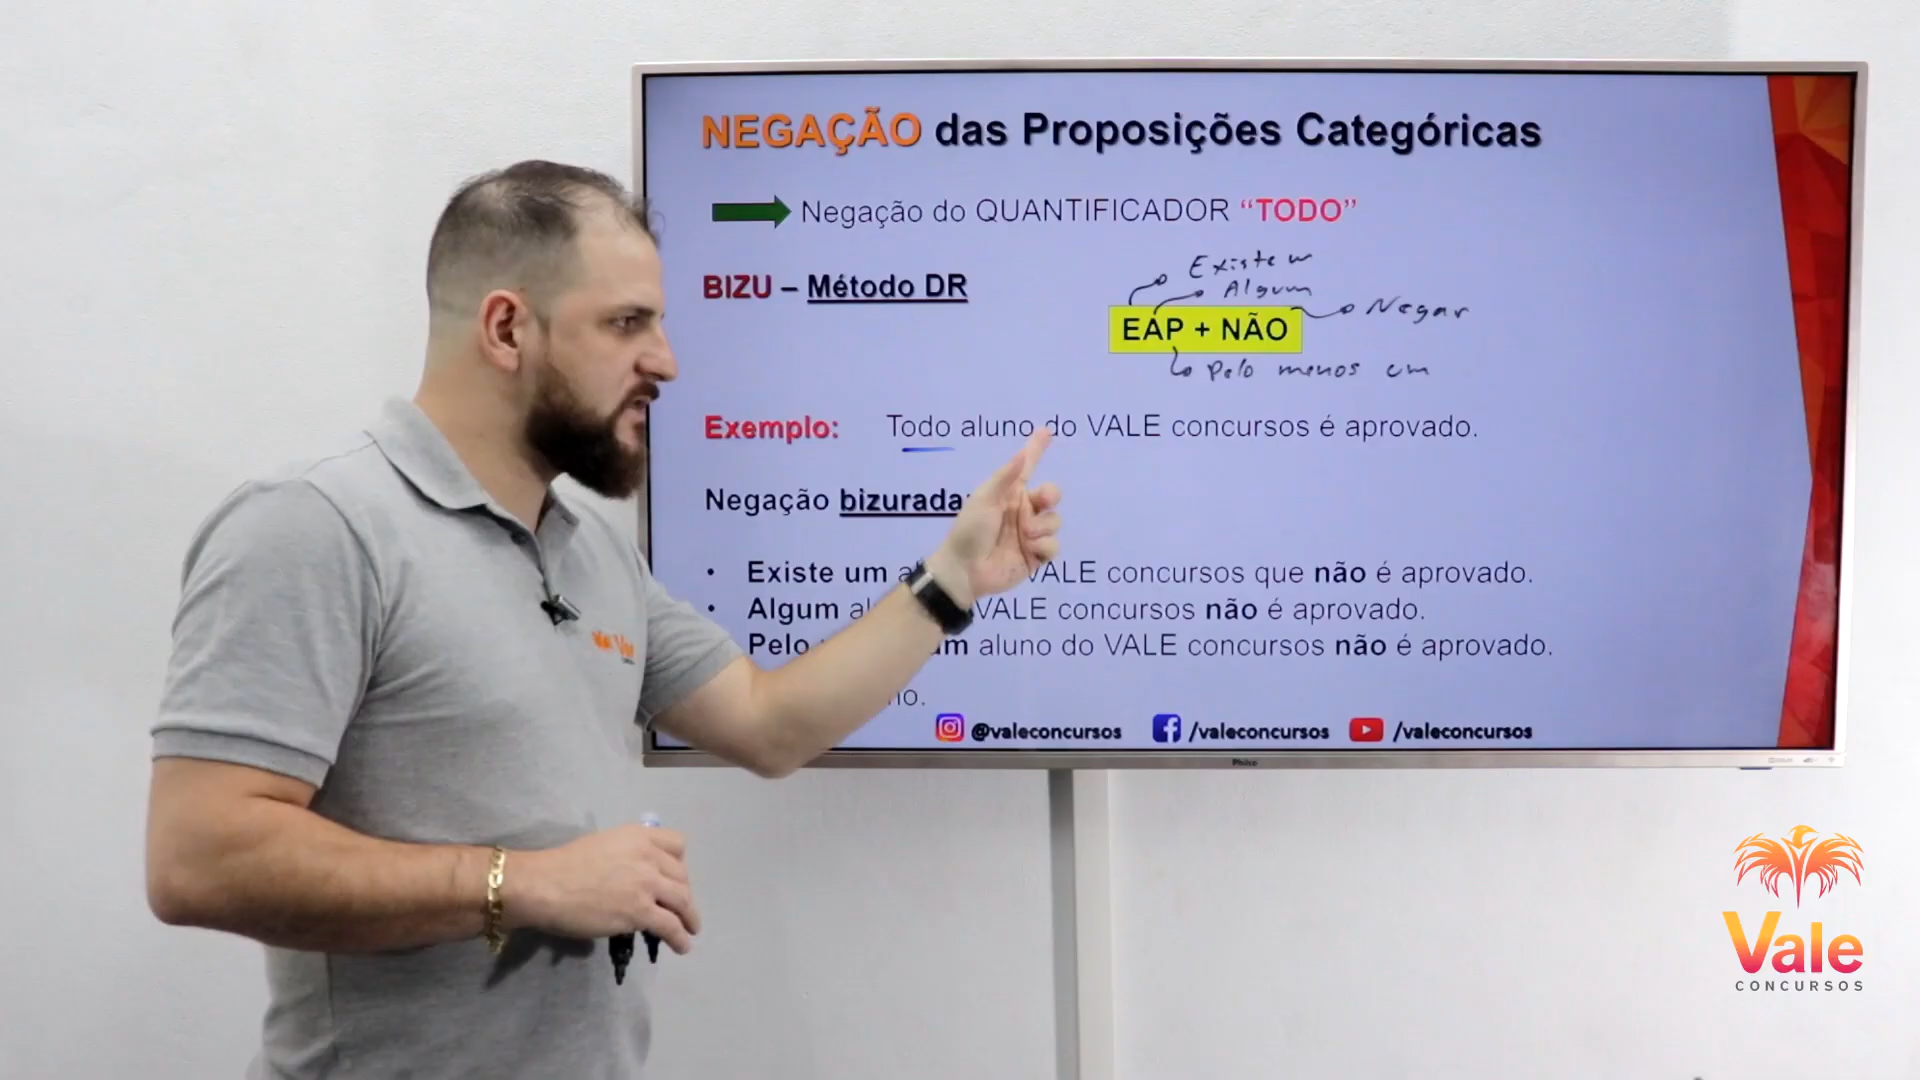 NEGAÇÃO das Proposições Categóricas
Negação do QUANTIFICADOR “TODO”
Existe um
Algum
BIZU – Método DR
Negar
EAP + NÃO
Pelo menos um
Exemplo: Todo aluno do VALE concursos é aprovado.
Negação bizurada
• Existe um VALE concursos que não é aprovado.
• Algum VALE concursos não é aprovado.
Pelo aluno do VALE concursos não é aprovado.
@valeconcursos /valeconcursos /valeconcursos
Philco
Vale
CONCURSOS